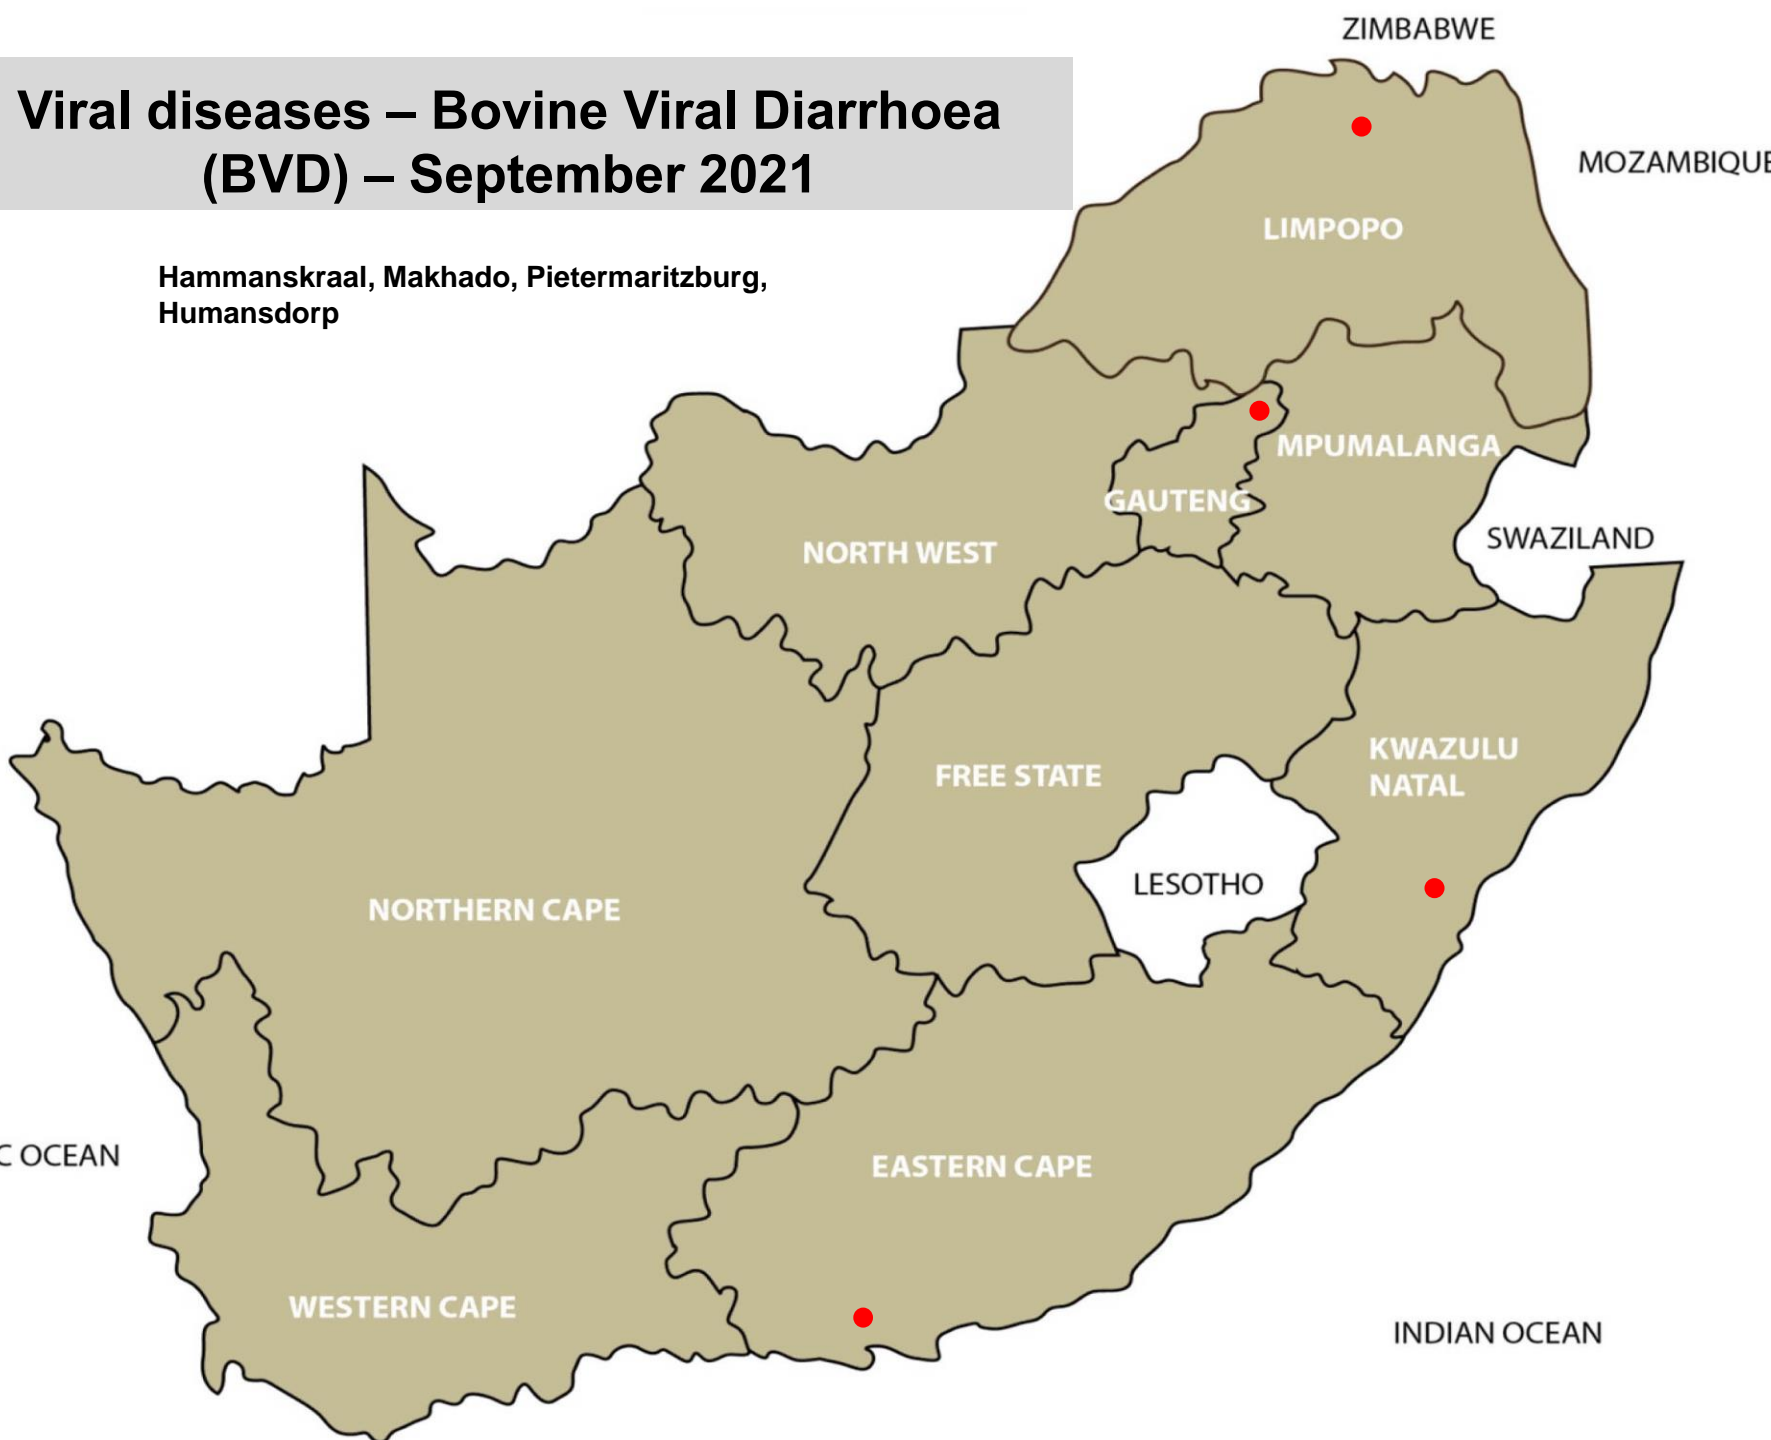 ZIMBABWE
Viral diseases – Bovine Viral Diarrhoea
(BVD) – September 2021
MOZAMBIQUE
LIMPOPO
Hammanskraal, Makhado, Pietermaritzburg,
Humansdorp
MPUMALANGA
GAUTENG
SWAZILAND
NORTH WEST
KWAZULU
NATAL
FREE STATE
LESOTHO
NORTHERN CAPE
C OCEAN
EASTERN CAPE
WESTERN CAPE
INDIAN OCEAN